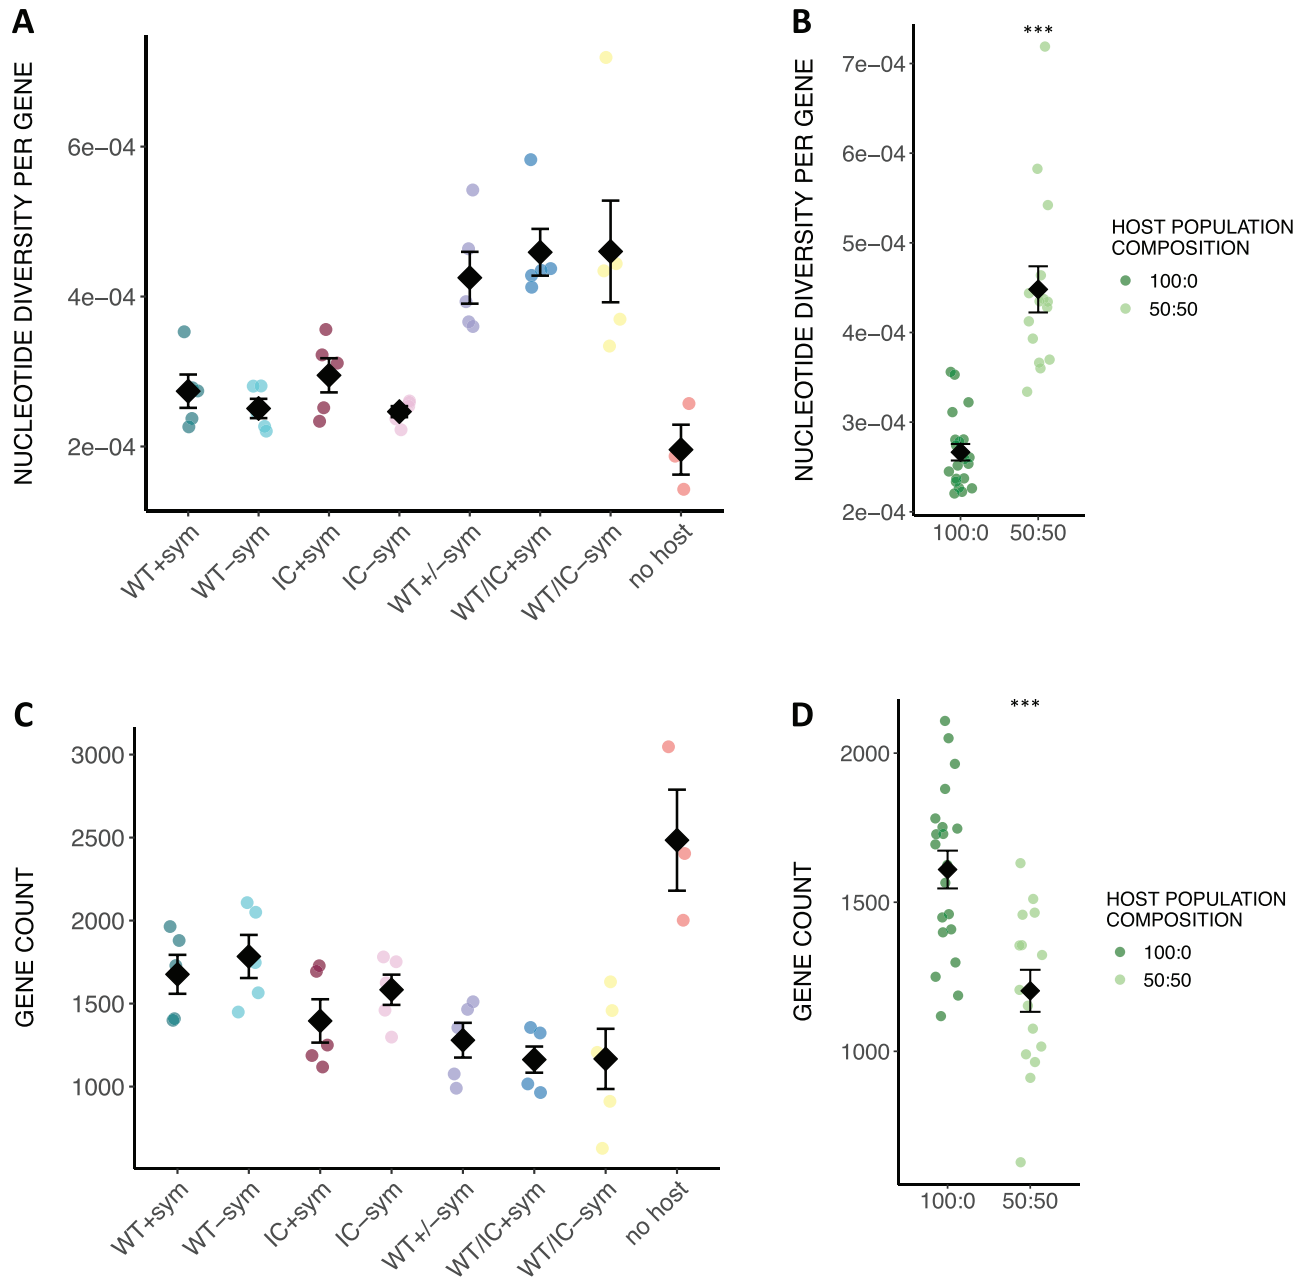 A
NUCLEOTIDE DIVERSITY PER GENE
6e−04
4e−04
2e−04
WT+sym
WT−sym
IC+sym
IC−sym
WT+/−sym
WT/IC+sym
WT/IC−sym
no host
B
***
NUCLEOTIDE DIVERSITY PER GENE
7e−04
6e−04
5e−04
4e−04
3e−04
2e−04
100:0
50:50
HOST POPULATION
COMPOSITION
100:0
50:50
C
GENE COUNT
3000
2500
2000
1500
1000
WT+sym
WT−sym
IC+sym
IC−sym
WT+/−sym
WT/IC+sym
WT/IC−sym
no host
D
***
GENE COUNT
2000
1500
1000
100:0
50:50
HOST POPULATION
COMPOSITION
100:0
50:50